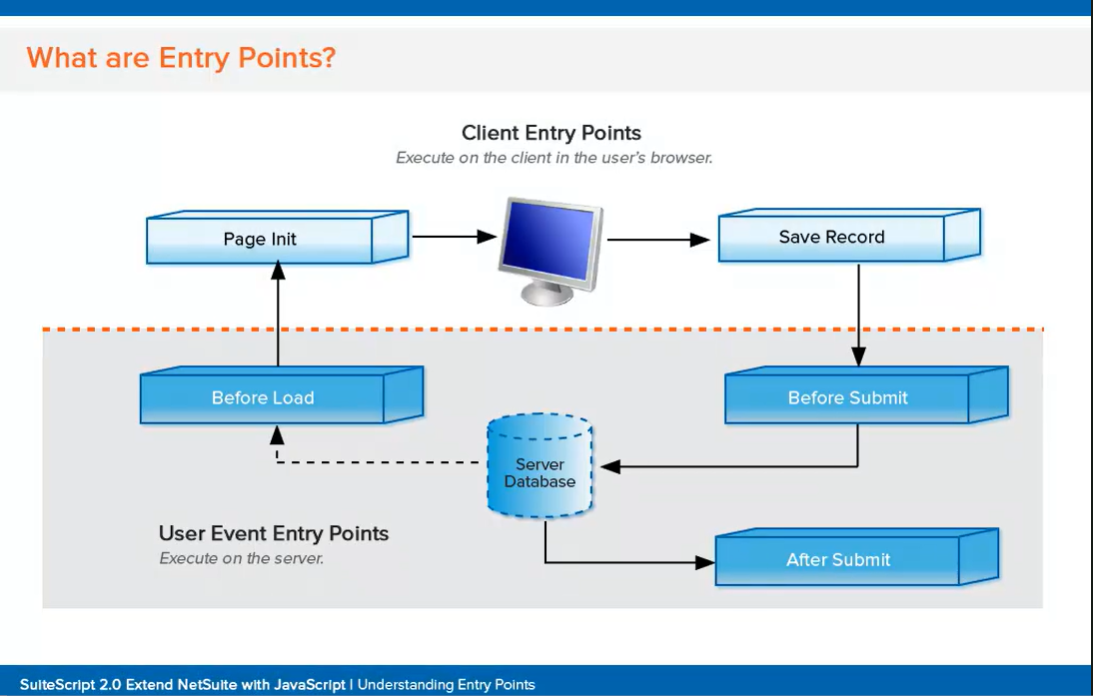 What are Entry Points?
Client Entry Points
Execute on the client in the user's browser.
Page Init
Save Record
Before Load
Before Submit
Server
Database
User Event Entry Points
Execute on the server.
After Submit
SuiteScript 2.0 Extend NetSuite with JavaScript | Understanding Entry Points